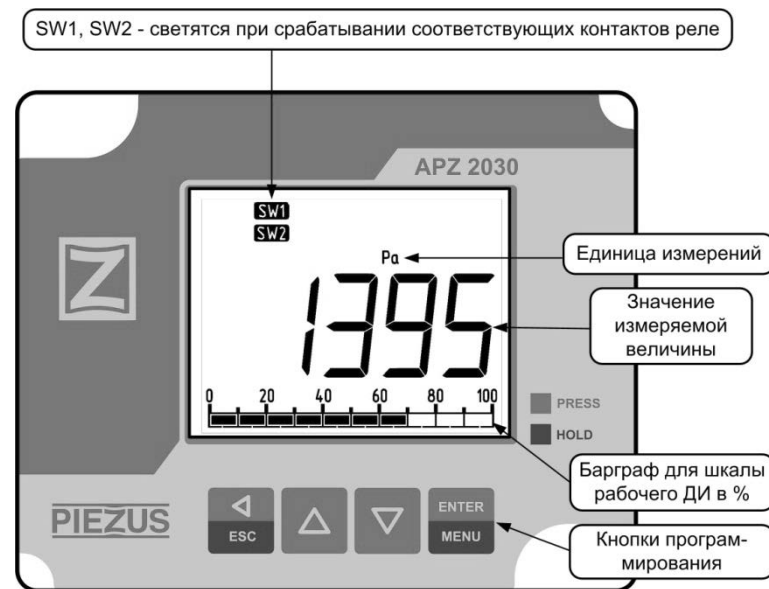 SW1, SW2 - светятся при срабатывании соответствующих контактов реле
APZ 2030
SW1
SW2
Pa
Единица измерений
1395
Значение
измеряемой
величины
0 20 40 60 80 100
PRESS
HOLD
Барграф для шкалы
рабочего ДИ в %
Z
PIEZUS
ESC
ENTER
MENU
Кнопки програм-
мирования